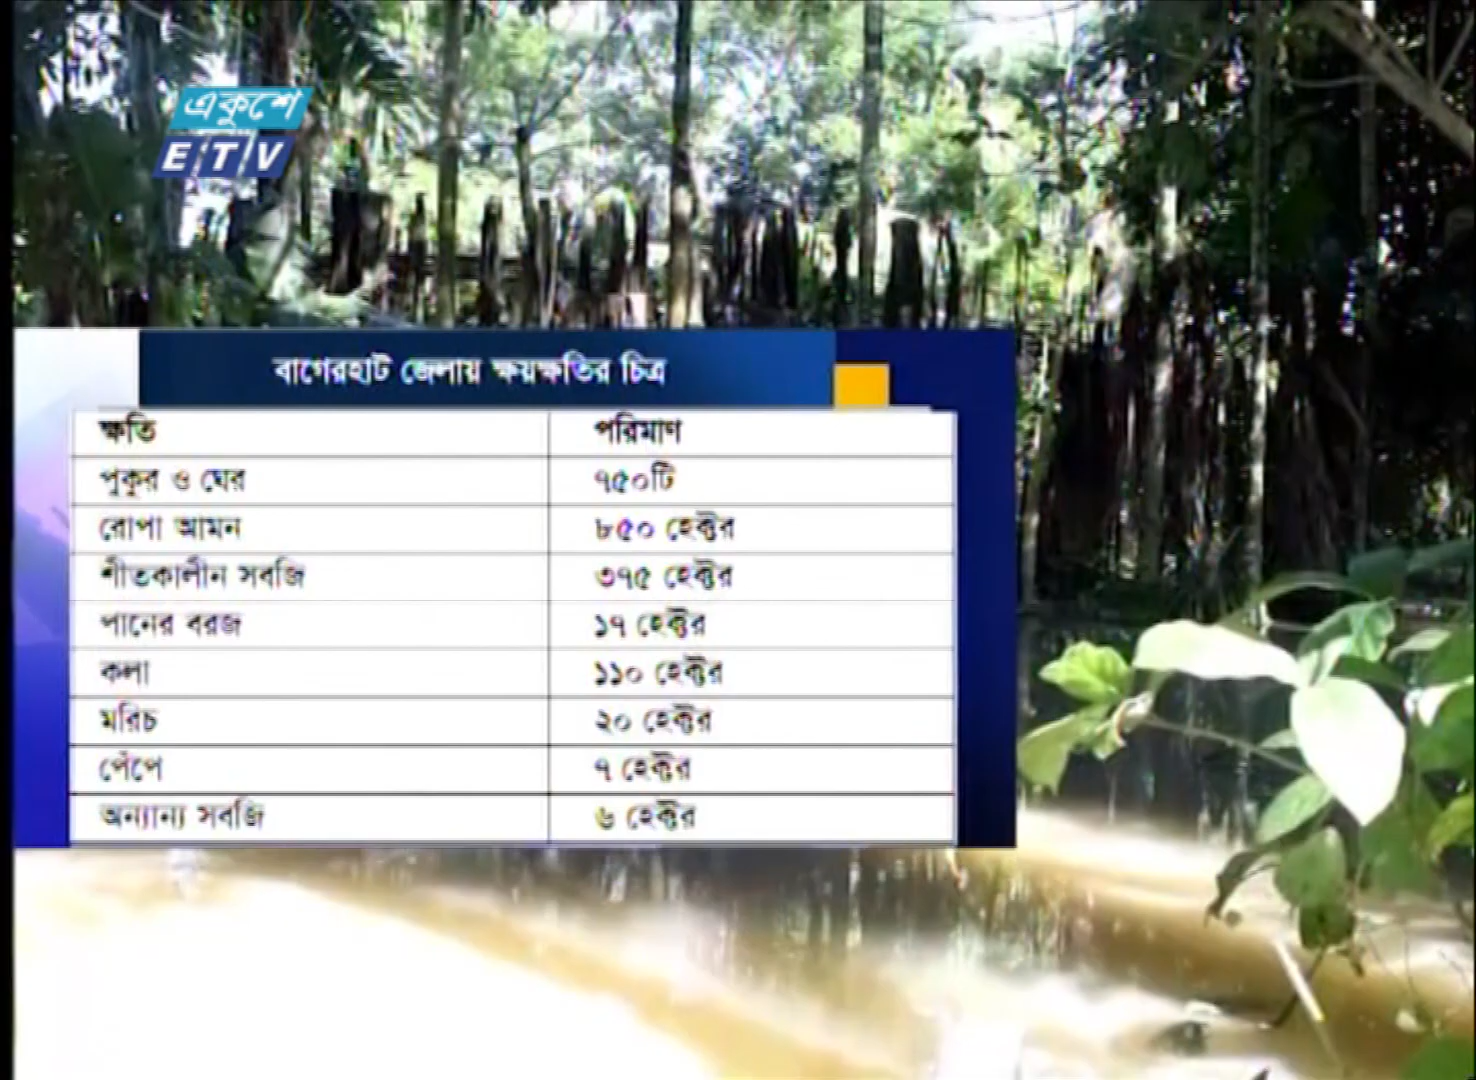 একুশে
ETV
বাগেরহাট জেলায় ক্ষয়ক্ষতির চিত্র
ক্ষতি পরিমাণ
পুকুর ও ঘের ৭৫০টি
রোপা আমন ৮৫০ হেক্টর
শীতকালীন সবজি ৩৭৫ হেক্টর
পানের বরজ ১৭ হেক্টর
কলা ১১০ হেক্টর
মরিচ ২০ হেক্টর
পেঁপে ৭ হেক্টর
অন্যান্য সবজি ৬ হেক্টর